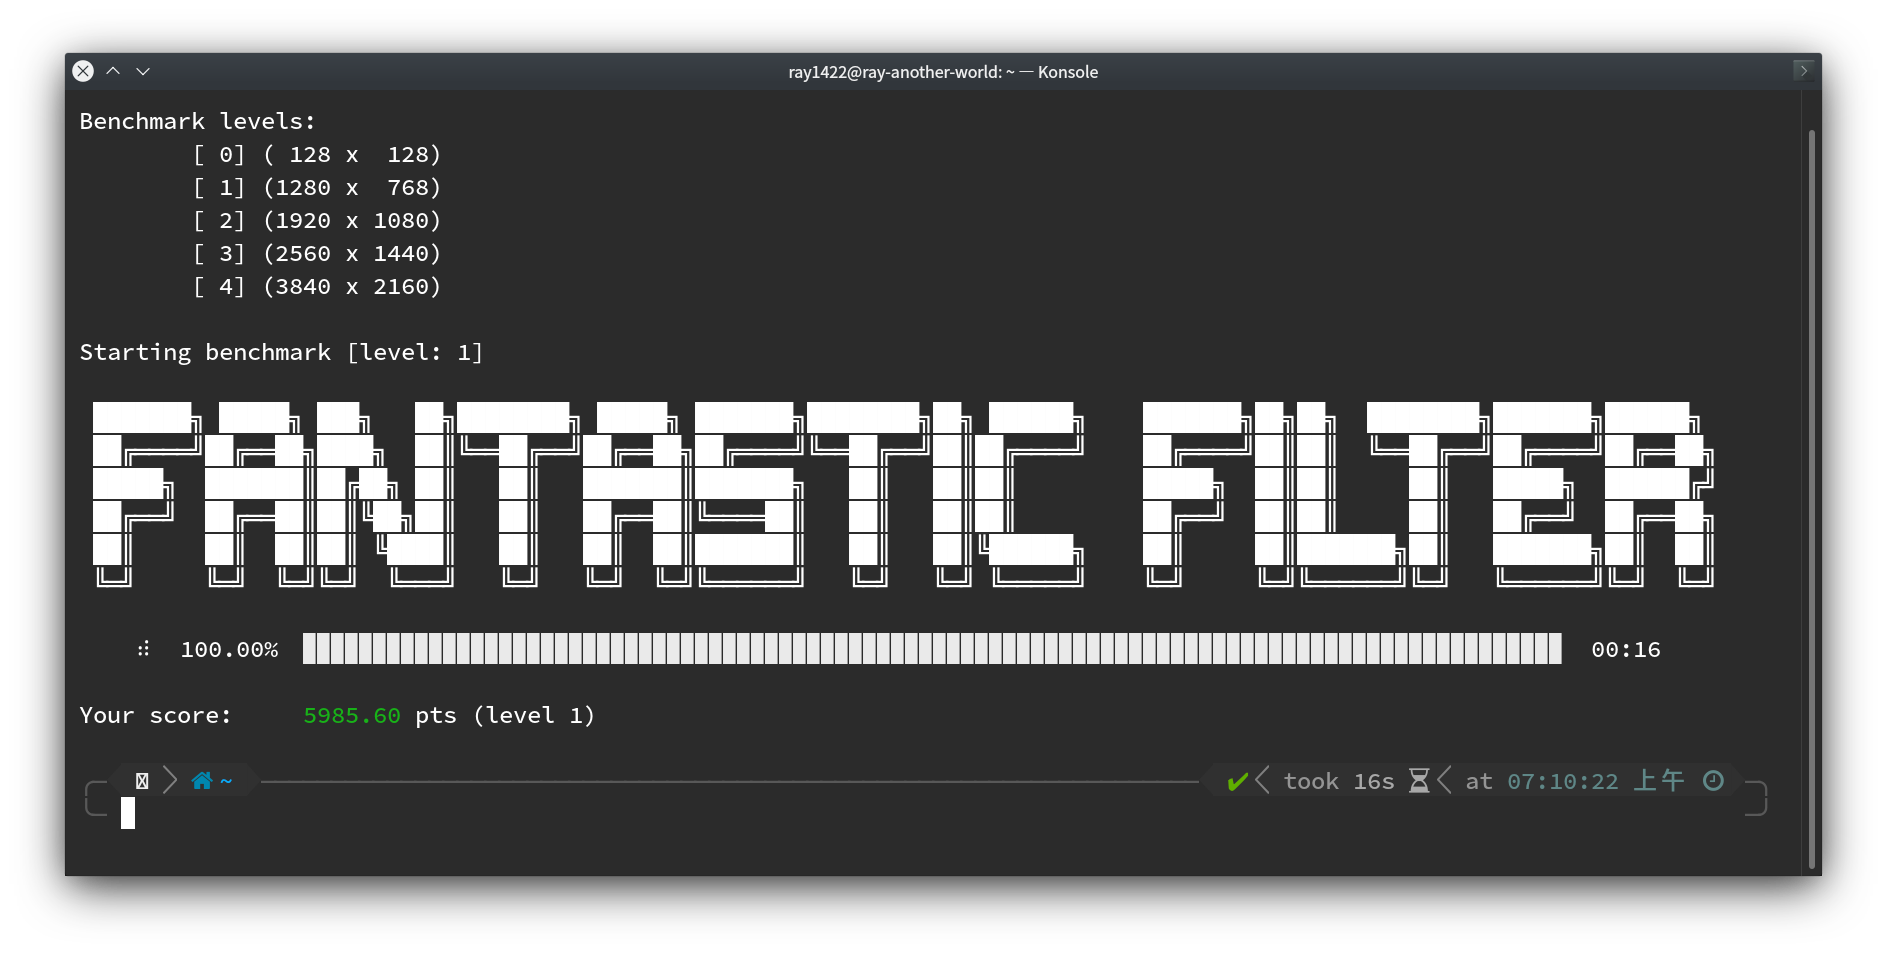 ray1422@ray-another-world: ~ — Konsole
Benchmark levels:
[ 0] ( 128 x  128)
[ 1] (1280 x  768)
[ 2] (1920 x 1080)
[ 3] (2560 x 1440)
[ 4] (3840 x 2160)
Starting benchmark [level: 1]
FANTASTIC FILTER
100.00% 00:16
Your score: 5985.60 pts (level 1)
~ ✔ took 16s at 07:10:22 上午